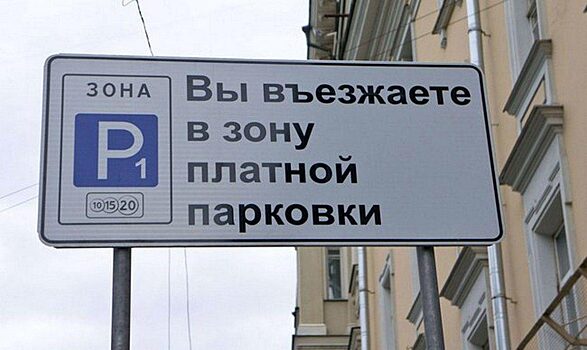 ЗОНА
P1
10 15 20
Вы въезжаете
в зону
платной
парковки